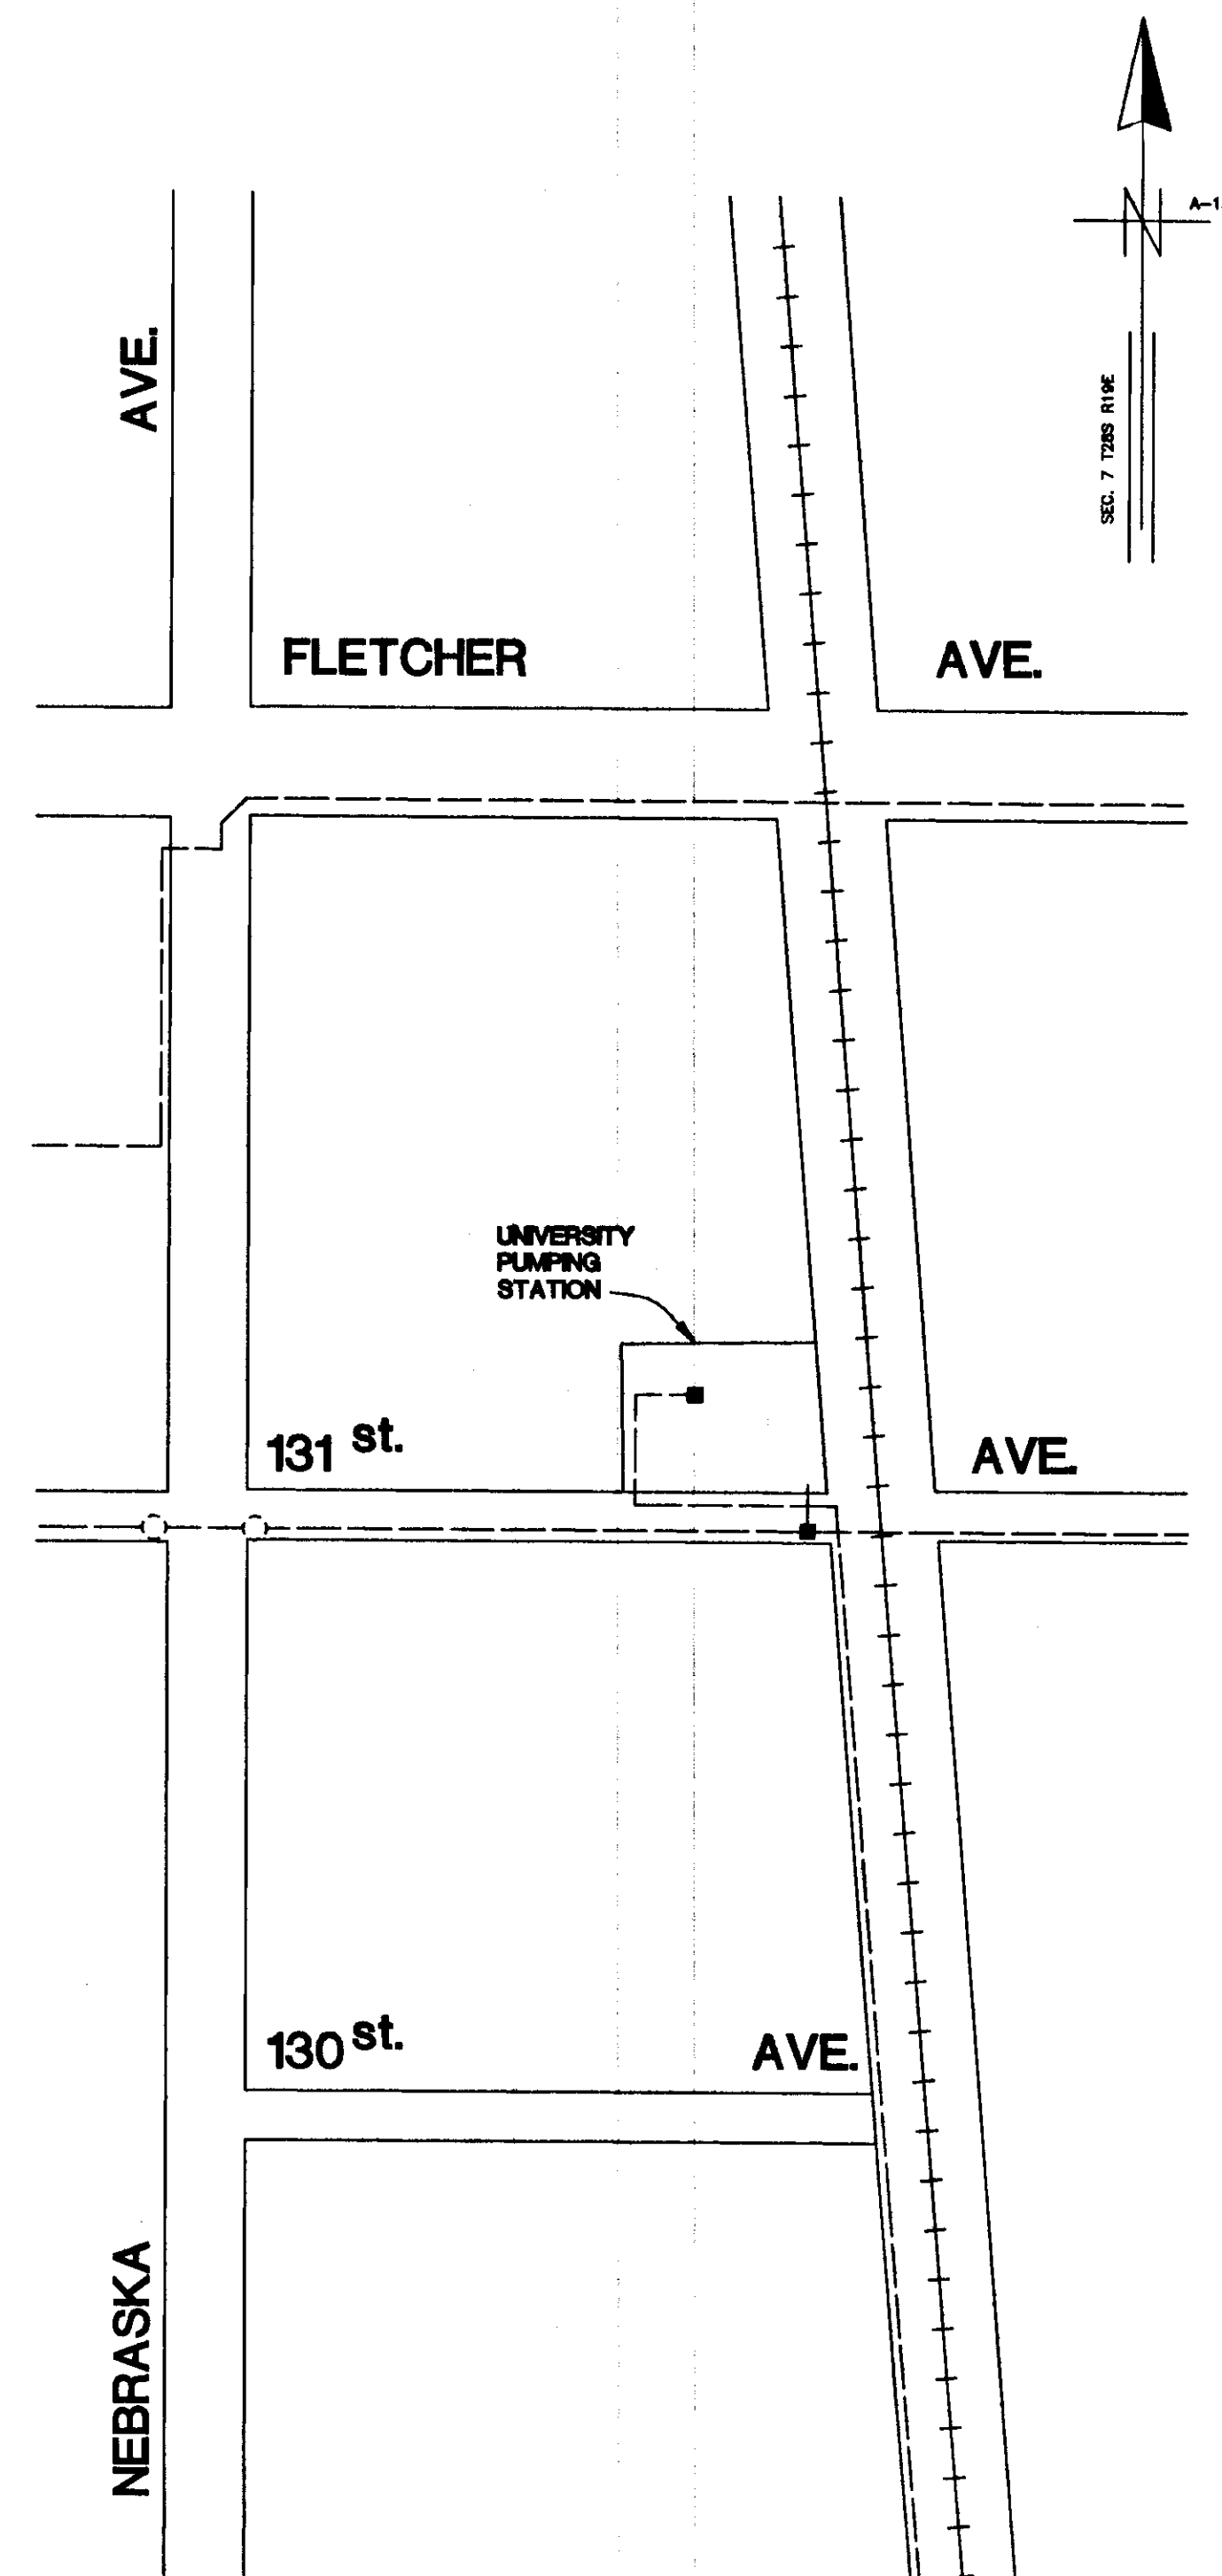 N
A-1
AVE.
SEC. 7 T28S R19E
FLETCHER AVE.
UNIVERSITY
PUMPING
STATION
131 st. AVE.
130 st. AVE.
NEBRASKA